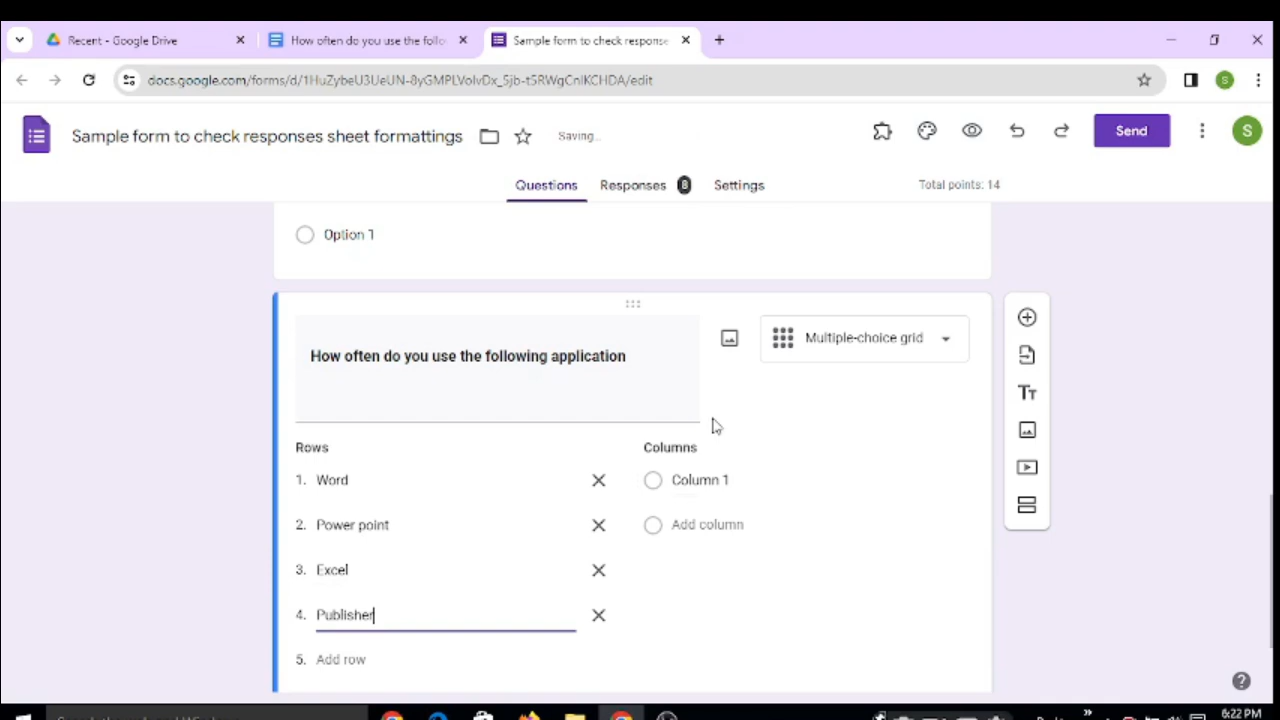 Recent - Google Drive
How often do you use the follo
Sample form to check response
docs.google.com/forms/d/1HuZybeU3UeUN-8yGMPLVoIvDx_5jb-tSRWgCnIKCHDA/edit
Sample form to check responses sheet formattings
Saving...
Send
S
S
Questions
Responses
8
Settings
Total points: 14
Option 1
How often do you use the following application
Multiple-choice grid
Rows
Columns
1. Word
Column 1
2. Power point
Add column
3. Excel
4. Publisher
5. Add row
6:22 PM